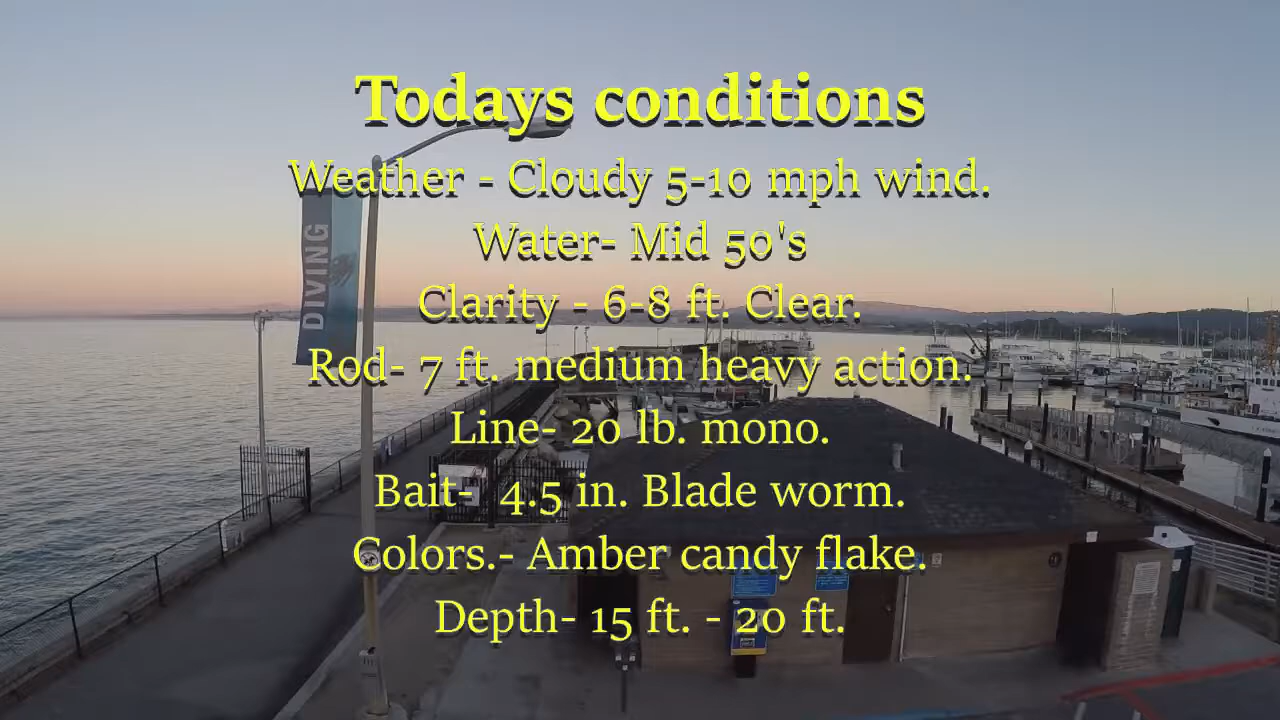 Todays conditions
Weather - Cloudy 5-10 mph wind.
Water- Mid 50's
Clarity - 6-8 ft. Clear.
Rod- 7 ft. medium heavy action.
Line- 20 lb. mono.
Bait-  4.5 in. Blade worm.
Colors.- Amber candy flake.
Depth- 15 ft. - 20 ft.
DIVING